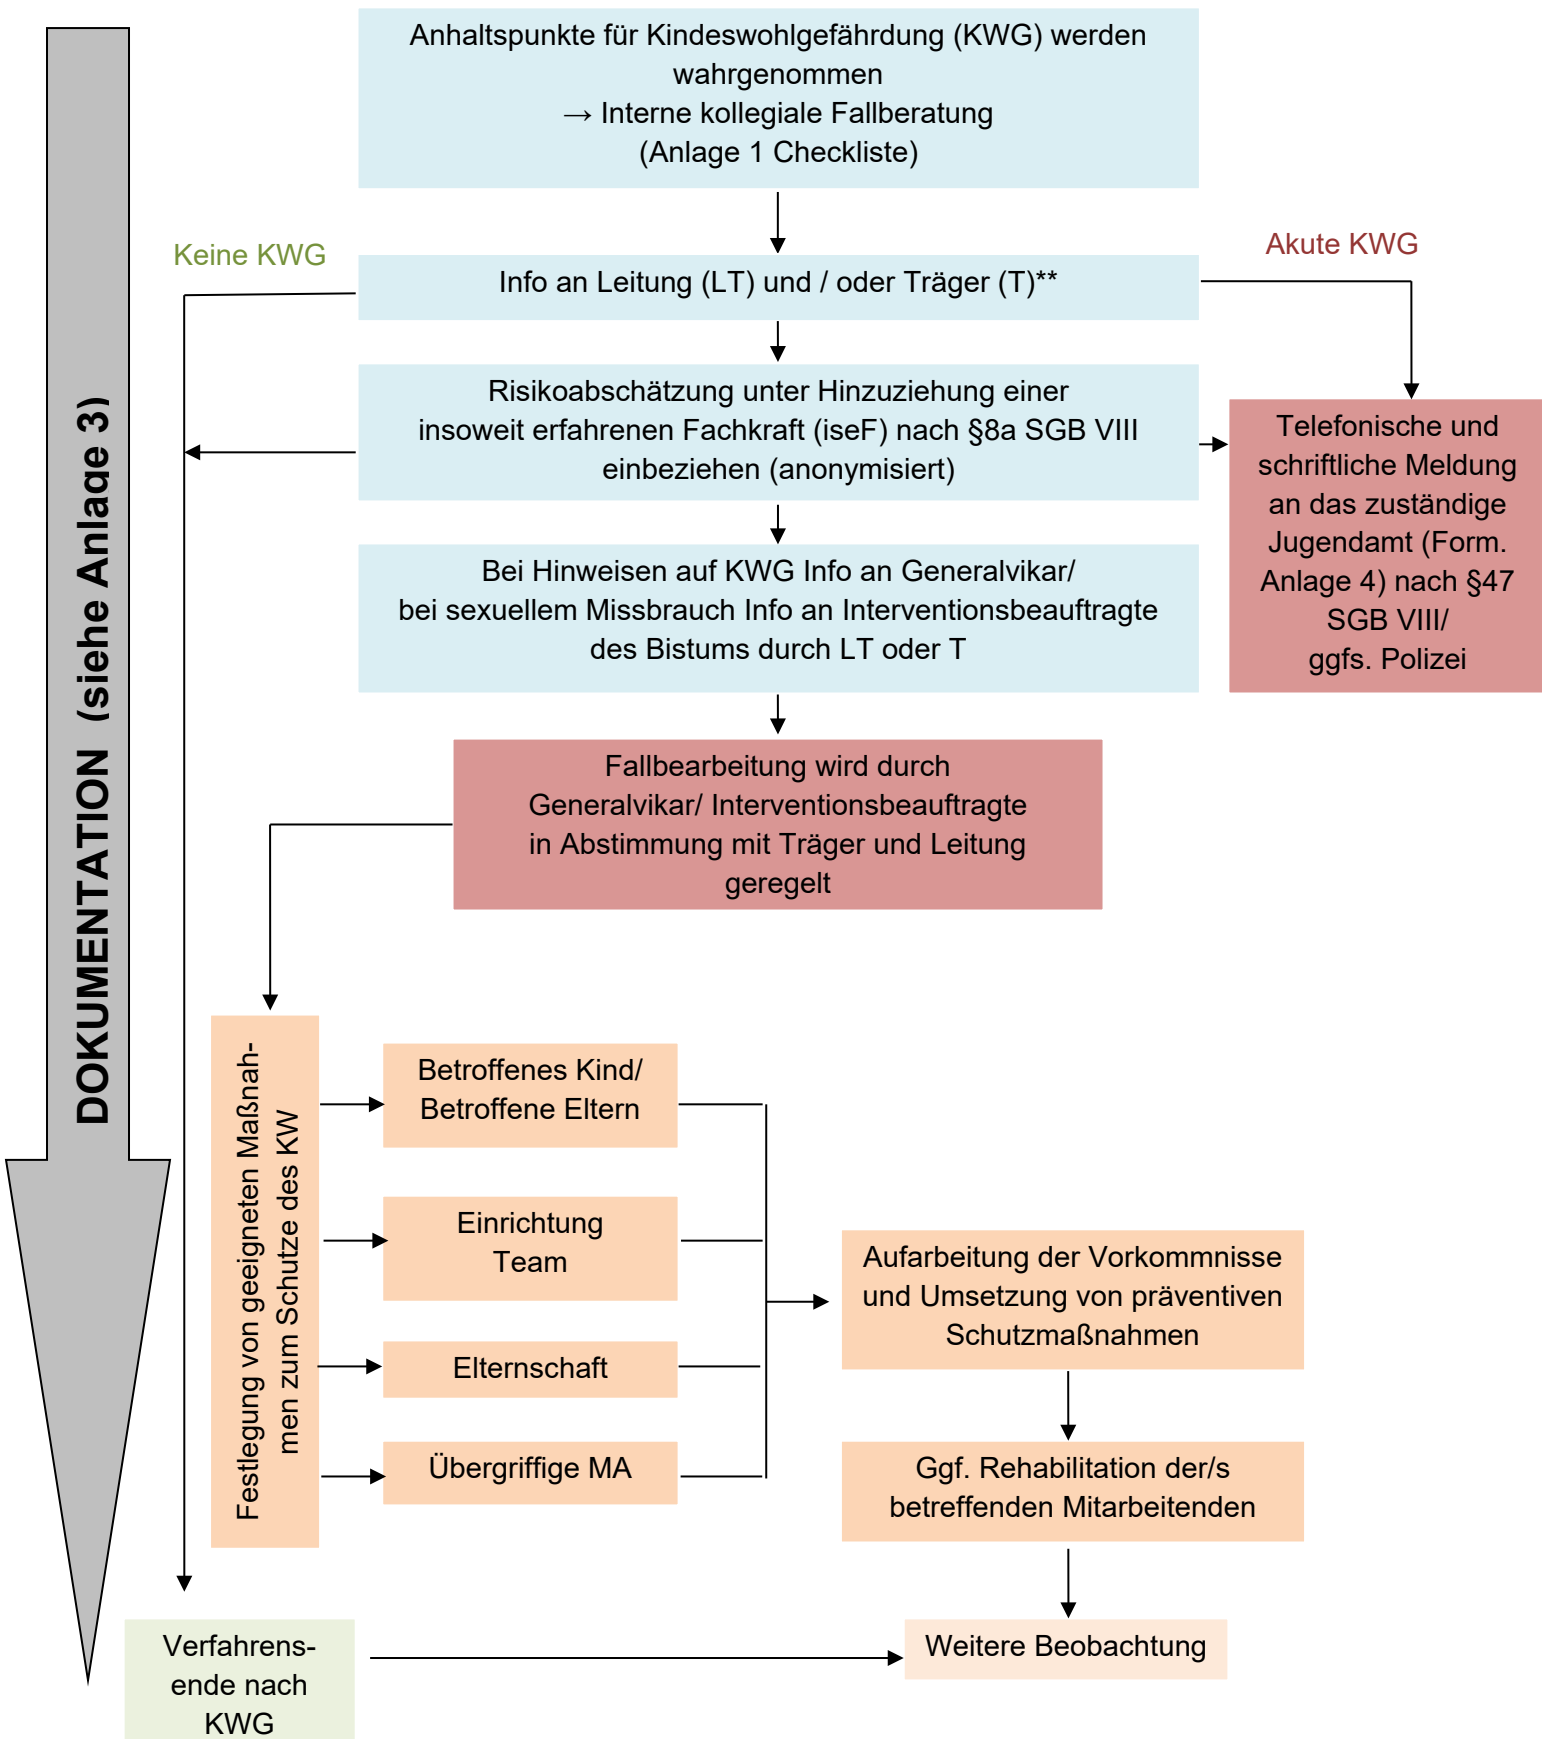 Anhaltspunkte für Kindeswohlgefährdung (KWG) werden
wahrgenommen
→ Interne kollegiale Fallberatung
(Anlage 1 Checkliste)
Keine KWG
Akute KWG
Info an Leitung (LT) und / oder Träger (T)**
Risikoabschätzung unter Hinzuziehung einer
insoweit erfahrenen Fachkraft (iseF) nach §8a SGB VIII
einbeziehen (anonymisiert)
Telefonische und
schriftliche Meldung
an das zuständige
Jugendamt (Form.
Anlage 4) nach §47
SGB VIII/
ggfs. Polizei
Bei Hinweisen auf KWG Info an Generalvikar/
bei sexuellem Missbrauch Info an Interventionsbeauftragte
des Bistums durch LT oder T
DOKUMENTATION (siehe Anlage 3)
Fallbearbeitung wird durch
Generalvikar/ Interventionsbeauftragte
in Abstimmung mit Träger und Leitung
geregelt
Festlegung von geeigneten Maßnah-
men zum Schutze des KW
Betroffenes Kind/
Betroffene Eltern
Einrichtung
Team
Elternschaft
Übergriffige MA
Aufarbeitung der Vorkommnisse
und Umsetzung von präventiven
Schutzmaßnahmen
Ggf. Rehabilitation der/s
betreffenden Mitarbeitenden
Verfahrens-
ende nach
KWG
Weitere Beobachtung